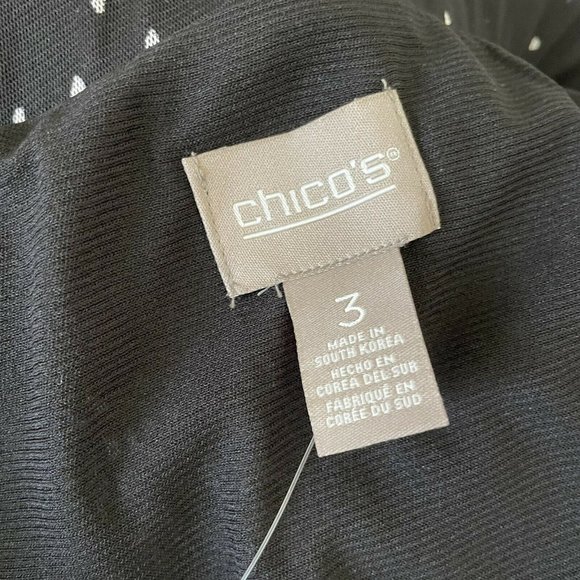 chico's®
3
MADE IN
SOUTH KOREA
HECHO EN
COREA DEL SUR
FABRIQUÉ EN
CORÉE DU SUD